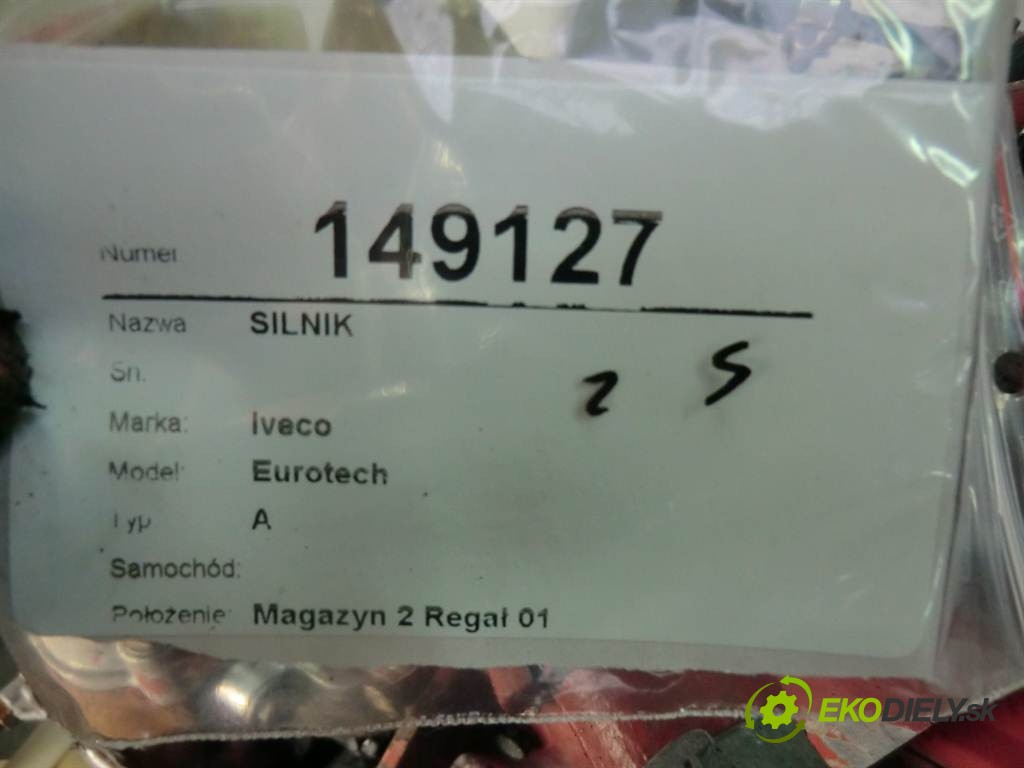 Numer 149127
Nazwa SILNIK
Sn.
2 S
Marka: Iveco
Model: Eurotech
Typ A
Samochód:
Położenie: Magazyn 2 Regał 01
EKODIELY.sk